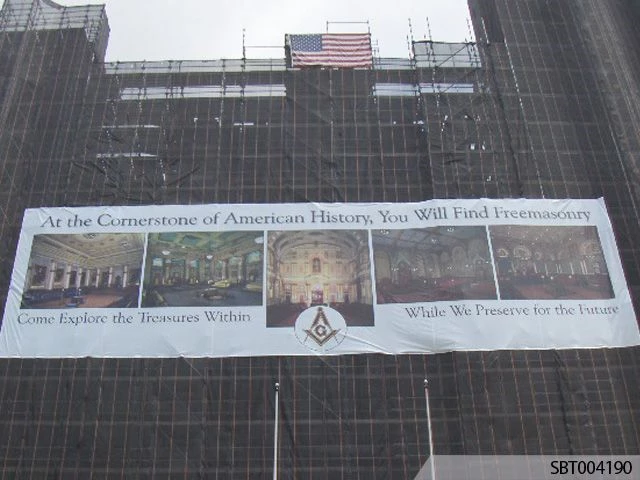 At the Cornerstone of American History, You Will Find Freemasonry
Come Explore the Treasures Within
While We Preserve for the Future
G
SBT004190